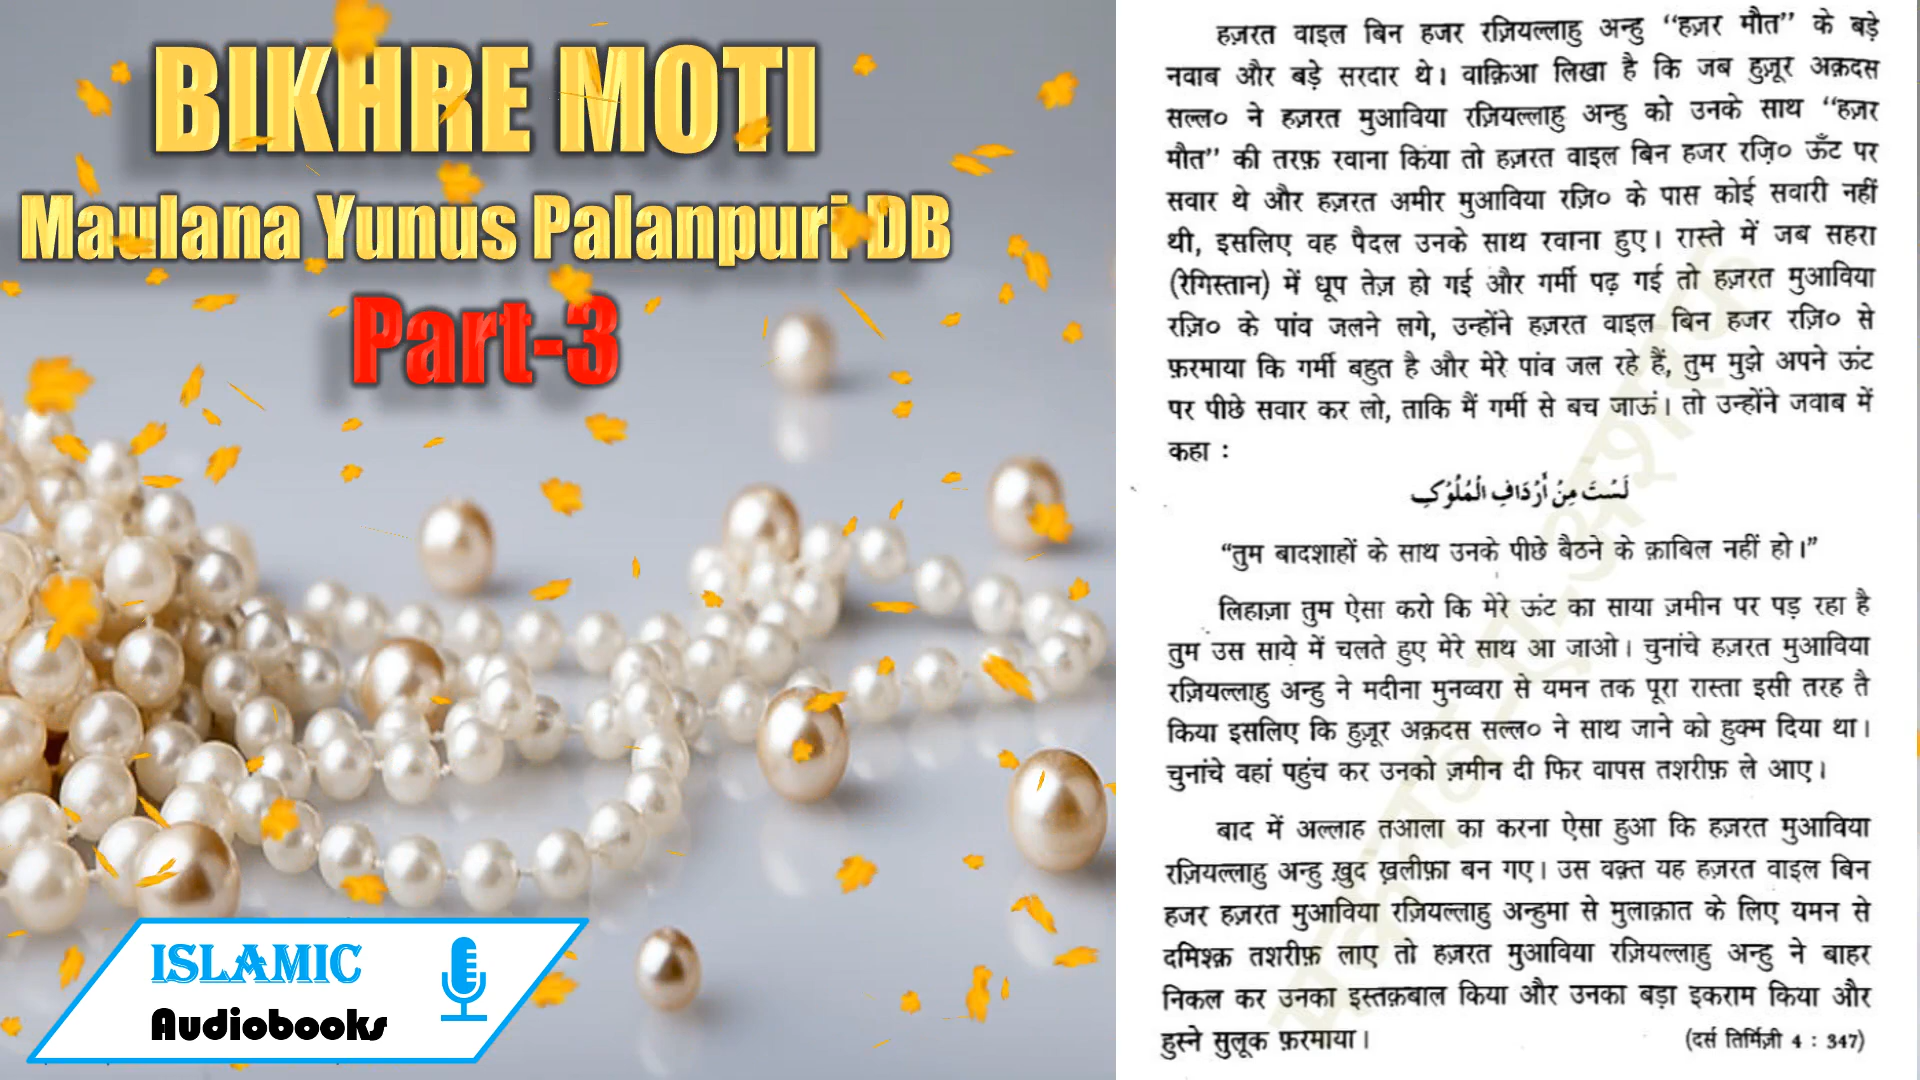 BIKHRE MOTI
Maulana Yunus Palanpuri DB
Part-3
ISLAMIC
Audiobooks
हज़रत वाइल बिन हजर रज़ियल्लाहु अन्हु “हज़र मौत” के बड़े
नवाब और बड़े सरदार थे। वाक़िआ लिखा है कि जब हुज़ूर अक़दस
सल्ल० ने हज़रत मुआविया रज़ियल्लाहु अन्हु को उनके साथ “हज़र
मौत” की तरफ़ रवाना किया तो हज़रत वाइल बिन हजर रज़ि० ऊँट पर
सवार थे और हज़रत अमीर मुआविया रज़ि० के पास कोई सवारी नहीं
थी, इसलिए वह पैदल उनके साथ रवाना हुए। रास्ते में जब सहरा
(रेगिस्तान) में धूप तेज़ हो गई और गर्मी पढ़ गई तो हज़रत मुआविया
रज़ि० के पांव जलने लगे, उन्होंने हज़रत वाइल बिन हजर रज़ि० से
फ़रमाया कि गर्मी बहुत है और मेरे पांव जल रहे हैं, तुम मुझे अपने ऊंट
पर पीछे सवार कर लो, ताकि मैं गर्मी से बच जाऊं। तो उन्होंने जवाब में
कहा :
لَسْتَ مِنْ أَرْدَافِ الْمُلُوْكِ
“तुम बादशाहों के साथ उनके पीछे बैठने के क़ाबिल नहीं हो।”
लिहाज़ा तुम ऐसा करो कि मेरे ऊंट का साया ज़मीन पर पड़ रहा है
तुम उस साये में चलते हुए मेरे साथ आ जाओ। चुनांचे हज़रत मुआविया
रज़ियल्लाहु अन्हु ने मदीना मुनव्वरा से यमन तक पूरा रास्ता इसी तरह तै
किया इसलिए कि हुज़ूर अक़दस सल्ल० ने साथ जाने को हुक्म दिया था।
चुनांचे वहां पहुंच कर उनको ज़मीन दी फिर वापस तशरीफ़ ले आए।
बाद में अल्लाह तआला का करना ऐसा हुआ कि हज़रत मुआविया
रज़ियल्लाहु अन्हु ख़ुद ख़लीफ़ा बन गए। उस वक़्त यह हज़रत वाइल बिन
हजर हज़रत मुआविया रज़ियल्लाहु अन्हुमा से मुलाक़ात के लिए यमन से
दमिश्क़ तशरीफ़ लाए तो हज़रत मुआविया रज़ियल्लाहु अन्हु ने बाहर
निकल कर उनका इस्तक़बाल किया और उनका बड़ा इकराम किया और
हुस्ने सुलूक फ़रमाया। (दर्स तिर्मिज़ी 4 : 347)